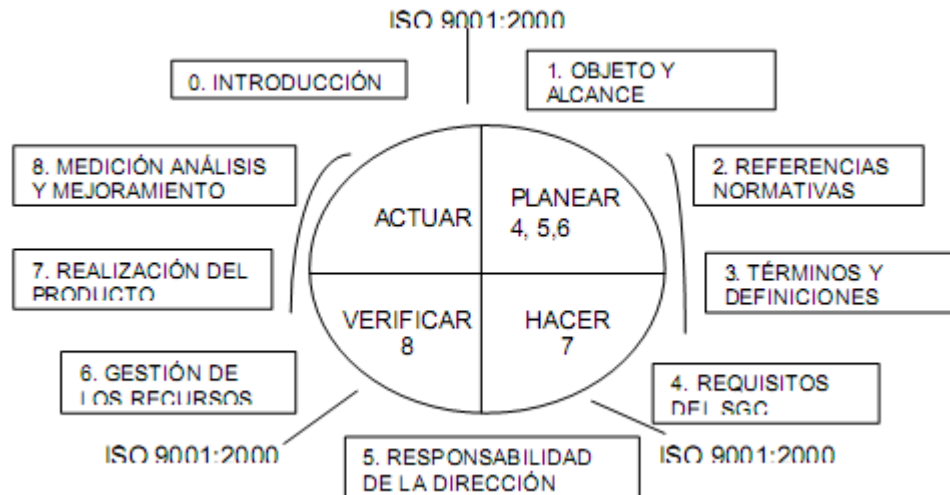 ISO 9001:2000
0. INTRODUCCIÓN
1. OBJETO Y
ALCANCE
8. MEDICIÓN ANÁLISIS
Y MEJORAMIENTO
2. REFERENCIAS
NORMATIVAS
ACTUAR
PLANEAR
4, 5,6
7. REALIZACIÓN DEL
PRODUCTO
3. TÉRMINOS Y
DEFINICIONES
VERIFICAR
8
HACER
7
6. GESTIÓN DE
LOS RECURSOS
4. REQUISITOS
DEL SGC
ISO 9001:2000
5. RESPONSABILIDAD
DE LA DIRECCIÓN
ISO 9001:2000